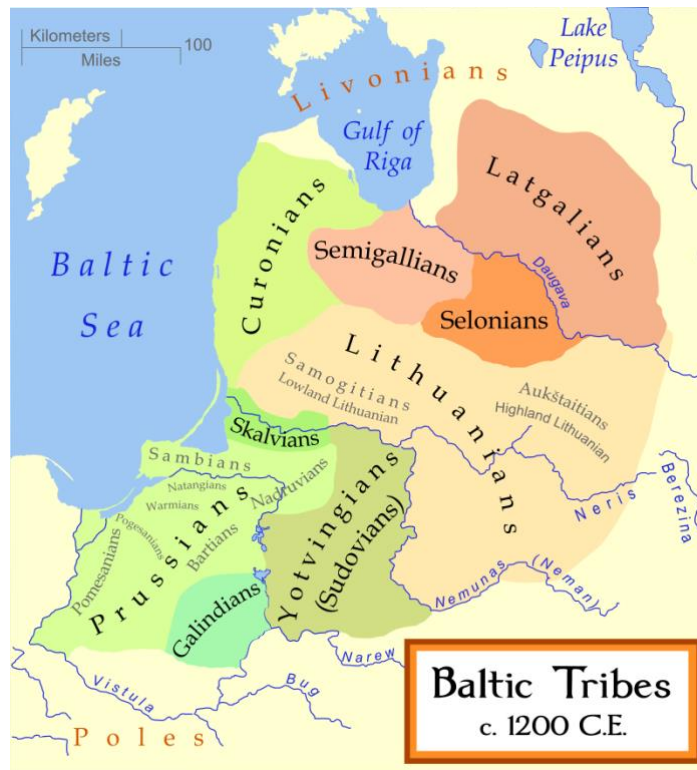 Kilometers
100
Miles
Lake
Peipus
Livonians
Gulf of
Riga
Latgalians
Curonians
Semigallians
Daugava
Baltic
Sea
Selonians
Lithuanians
Samogitians
Lowland Lithuanian
Aukštaitians
Highland Lithuanian
Skalvians
Sambians
Natangians
Nadruvians
Warmians
Pogesanians
Bartians
Pomesanians
Prussians
Yotvingians
(Sudovians)
Neris
Berezina
Nemunas (Neman)
Galindians
Narew
Bug
Vistula
Poles
Baltic Tribes
c. 1200 C.E.